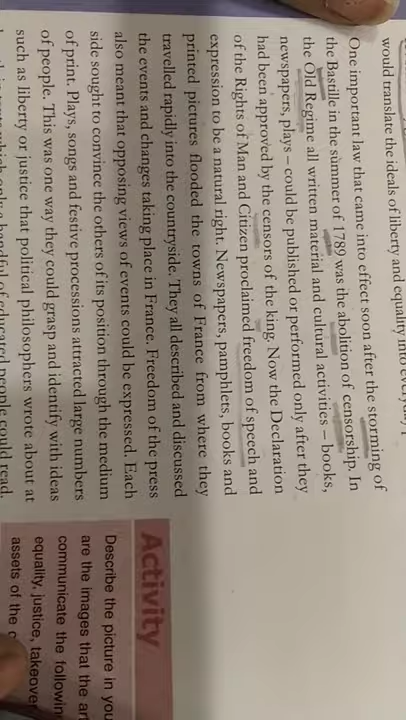 would translate the ideals of liberty and equality into
One important law that came into effect soon after the storming of
the Bastille in the summer of 1789 was the abolition of censorship. In
the Old Regime all written material and cultural activities – books,
newspapers, plays – could be published or performed only after they
had been approved by the censors of the king. Now the Declaration
of the Rights of Man and Citizen proclaimed freedom of speech and
expression to be a natural right. Newspapers, pamphlets, books and
printed pictures flooded the towns of France from where they
travelled rapidly into the countryside. They all described and discussed
the events and changes taking place in France. Freedom of the press
also meant that opposing views of events could be expressed. Each
side sought to convince the others of its position through the medium
of print. Plays, songs and festive processions attracted large numbers
of people. This was one way they could grasp and identify with ideas
such as liberty or justice that political philosophers wrote about at
which only a handful of educated people could read.
Activity
Describe the picture in
are the images that the
communicate the
equality, justice,
assets of the